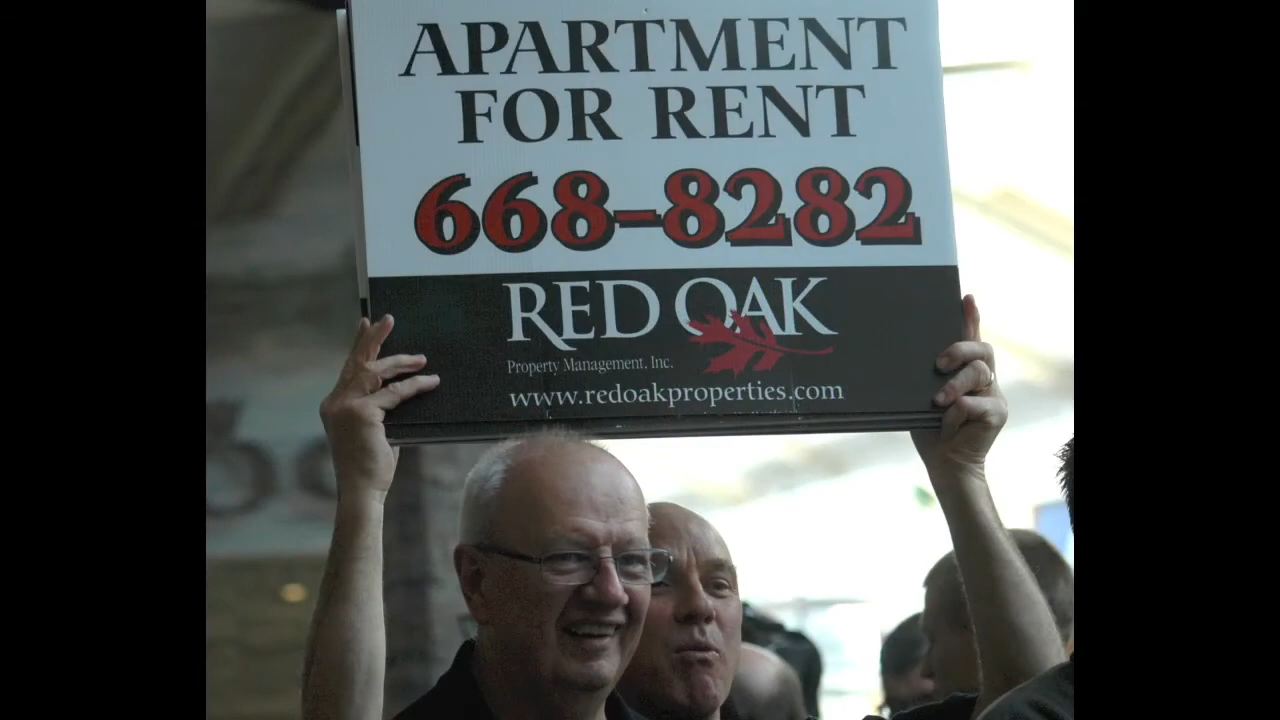 APARTMENT
FOR RENT
668-8282
RED OAK
Property Management, Inc.
www.redoakproperties.com